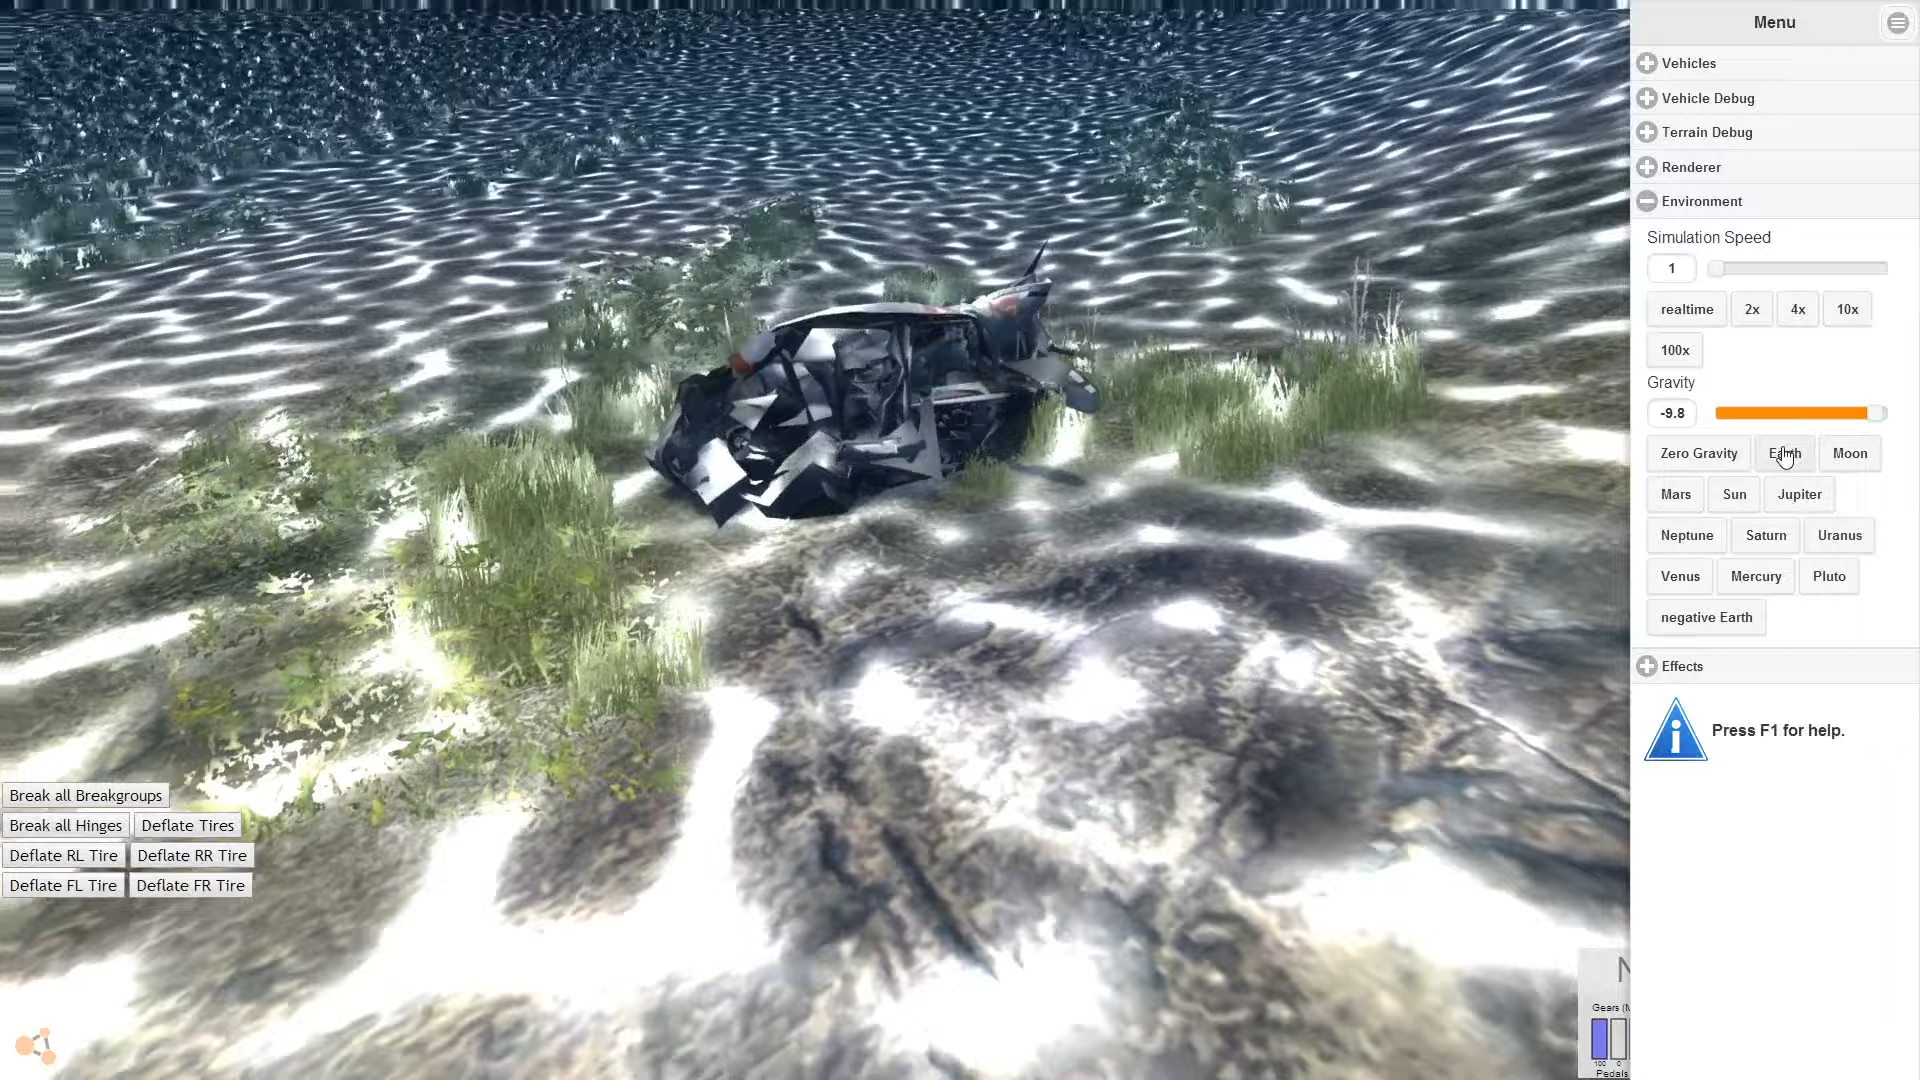 Menu
Vehicles
Vehicle Debug
Terrain Debug
Renderer
Environment
Simulation Speed
1
realtime 2x 4x 10x
100x
Gravity
-9.8
Zero Gravity Earth Moon
Mars Sun Jupiter
Neptune Saturn Uranus
Venus Mercury Pluto
negative Earth
Effects
Press F1 for help.
Break all Breakgroups
Break all Hinges Deflate Tires
Deflate RL Tire Deflate RR Tire
Deflate FL Tire Deflate FR Tire
N
Gears (M
100 0
Pedals